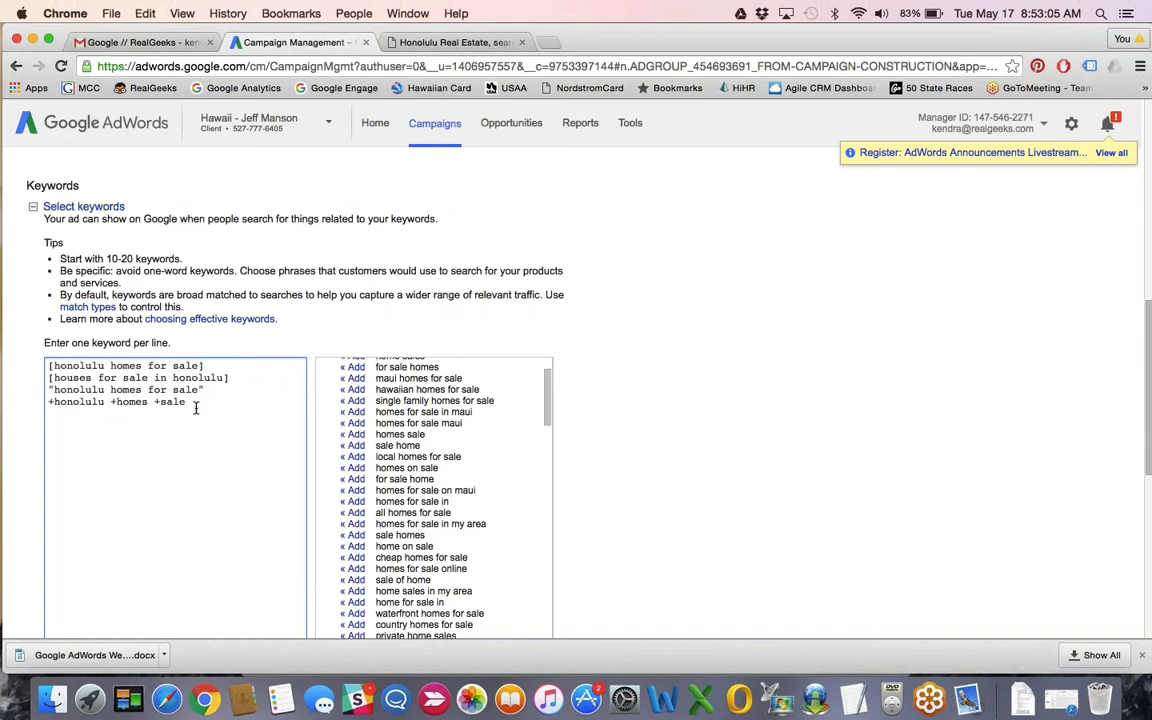 Chrome File Edit View History Bookmarks People Window Help 83% Tue May 17 8:53:05 AM
Google // RealGeeks - ken
Campaign Management –
Honolulu Real Estate, sear
You
https://adwords.google.com/cm/CampaignMgmt?authuser=0&__u=1406957557&__c=9753397144#n.ADGROUP_454693691_FROM-CAMPAIGN-CONSTRUCTION&app=...
Apps MCC RealGeeks Google Analytics Google Engage Hawaiian Card USAA NordstromCard Bookmarks HiHR Agile CRM Dashboa 50 State Races GoToMeeting - Team
Google AdWords
Hawaii - Jeff Manson
Client • 527-777-6405
Home Campaigns Opportunities Reports Tools
Manager ID: 147-546-2271
kendra@realgeeks.com
!
Register: AdWords Announcements Livestream... View all
Keywords
Select keywords
Your ad can show on Google when people search for things related to your keywords.
Tips
• Start with 10-20 keywords.
• Be specific: avoid one-word keywords. Choose phrases that customers would use to search for your products
and services.
• By default, keywords are broad matched to searches to help you capture a wider range of relevant traffic. Use
match types to control this.
• Learn more about choosing effective keywords.
Enter one keyword per line.
[honolulu homes for sale]
[houses for sale in honolulu]
"honolulu homes for sale"
+honolulu +homes +sale
home sales
« Add for sale homes
« Add maui homes for sale
« Add hawaiian homes for sale
« Add single family homes for sale
« Add homes for sale in maui
« Add homes for sale maui
« Add homes sale
« Add sale home
« Add local homes for sale
« Add homes on sale
« Add for sale home
« Add homes for sale on maui
« Add homes for sale in
« Add all homes for sale
« Add homes for sale in my area
« Add sale homes
« Add home on sale
« Add cheap homes for sale
« Add homes for sale online
« Add sale of home
« Add home sales in my area
« Add home for sale in
« Add waterfront homes for sale
« Add country homes for sale
« Add private home sales
Google AdWords We....docx
Show All
2